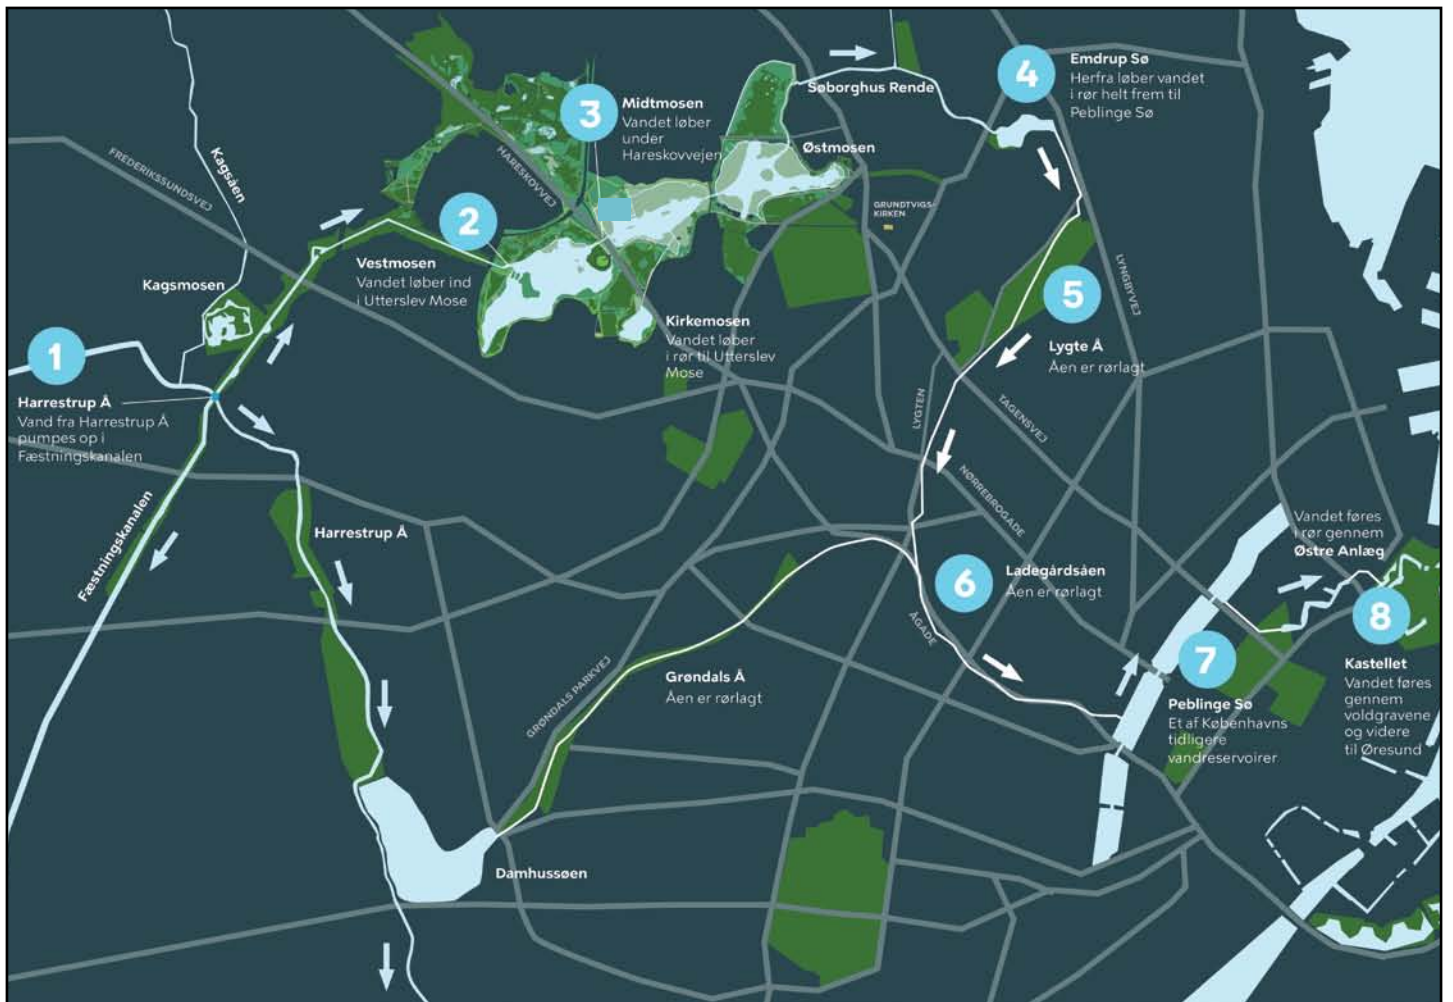 1
Harrestrup Å
Vand fra Harrestrup Å
pumpes op i
Fæstningskanalen
Kagsmosen
Kagsåen
FREDERIKSSUNDSVEJ
Fæstningskanalen
Harrestrup Å
2
Vestmosen
Vandet løber ind
i Utterslev Mose
HARESKOVVEJ
3
Midtmosen
Vandet løber
under
Hareskovvejen
Kirkemosen
Vandet løber
i rør til Utterslev
Mose
Østmosen
Søborghus Rende
GRUNDTVIGS
KIRKEN
4
Emdrup Sø
Herfra løber vandet
i rør helt frem til
Peblinge Sø
LYNGBYVEJ
5
Lygte Å
Åen er rørlagt
LYGTEN
TAGENSVEJ
NØRREBROGADE
6
Ladegårdsåen
Åen er rørlagt
ÅGADE
Grøndals Å
Åen er rørlagt
GRØNDALS PARKVEJ
Damhussøen
7
Peblinge Sø
Et af Københavns
tidligere
vandreservoirer
Vandet føres
i rør gennem
Østre Anlæg
8
Kastellet
Vandet føres
gennem
voldgravene
og videre
til Øresund